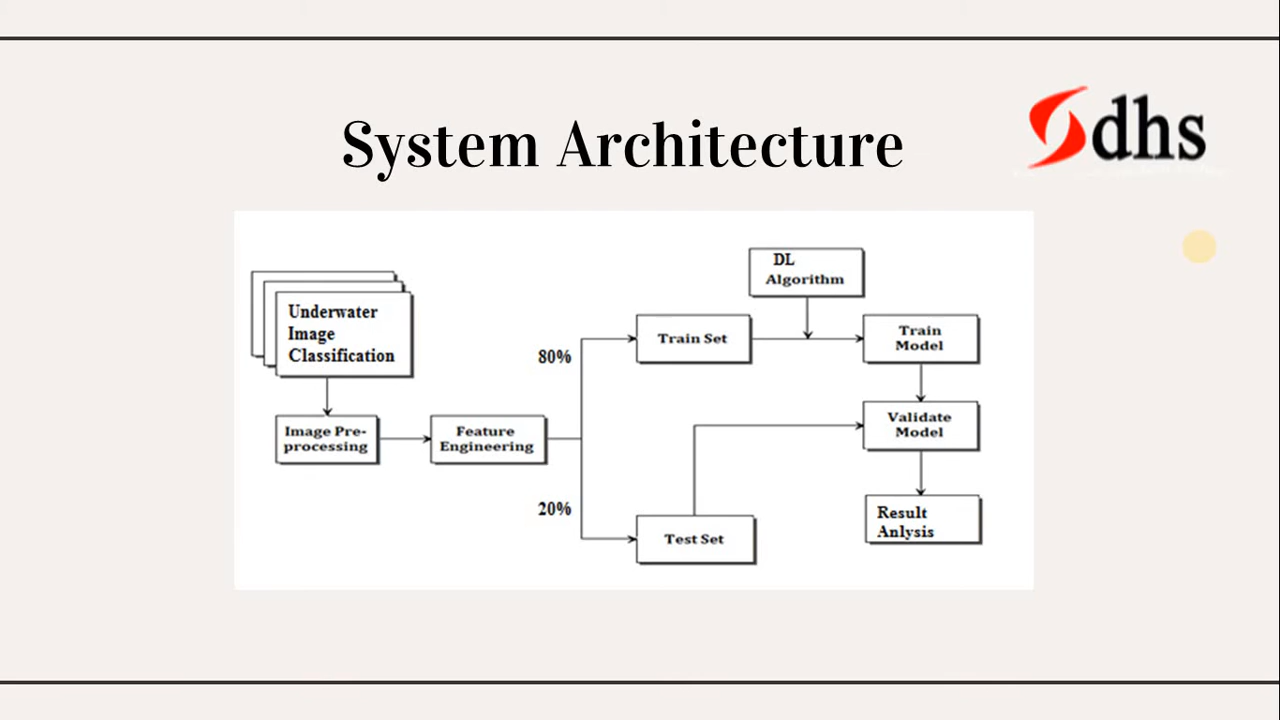 System Architecture
dhs
Underwater
Image
Classification
Image Pre-
processing
Feature
Engineering
80%
20%
Train Set
Test Set
DL
Algorithm
Train
Model
Validate
Model
Result
Anlysis